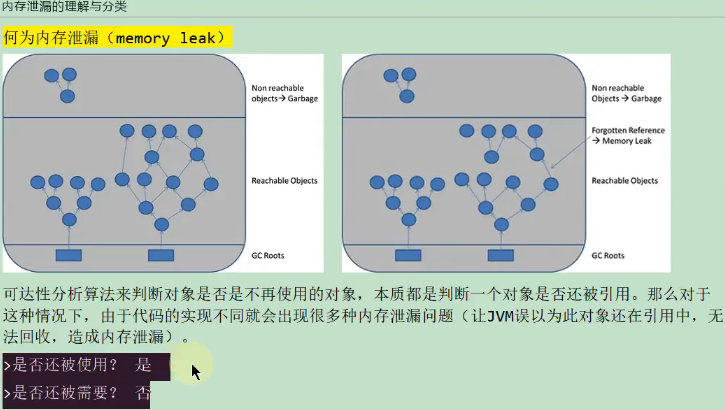 内存泄漏的理解与分类
何为内存泄漏（memory leak）
Non reachable
objects→ Garbage
Reachable Objects
GC Roots
Non reachable
Objects → Garbage
Forgotten Reference
→ Memory Leak
Reachable Objects
GC Roots
可达性分析算法来判断对象是否是不再使用的对象，本质都是判断一个对象是否还被引用。那么对于
这种情况下，由于代码的实现不同就会出现很多种内存泄漏问题（让JVM误以为此对象还在引用中，无
法回收，造成内存泄漏）。
>是否还被使用？ 是
>是否还被需要？ 否